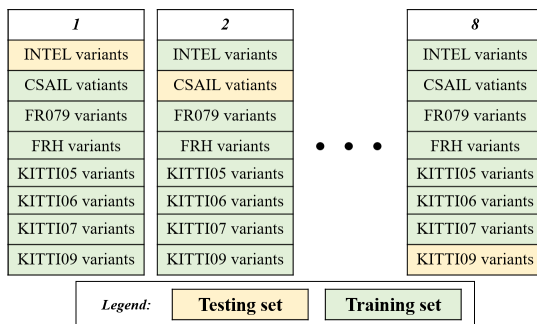 1
INTEL variants
CSAIL vatiants
FR079 variants
FRH variants
KITTI05 variants
KITTI06 variants
KITTI07 variants
KITTI09 variants
2
INTEL variants
CSAIL vatiants
FR079 variants
FRH variants
KITTI05 variants
KITTI06 variants
KITTI07 variants
KITTI09 variants
• • •
8
INTEL variants
CSAIL vatiants
FR079 variants
FRH variants
KITTI05 variants
KITTI06 variants
KITTI07 variants
KITTI09 variants
Legend: Testing set Training set